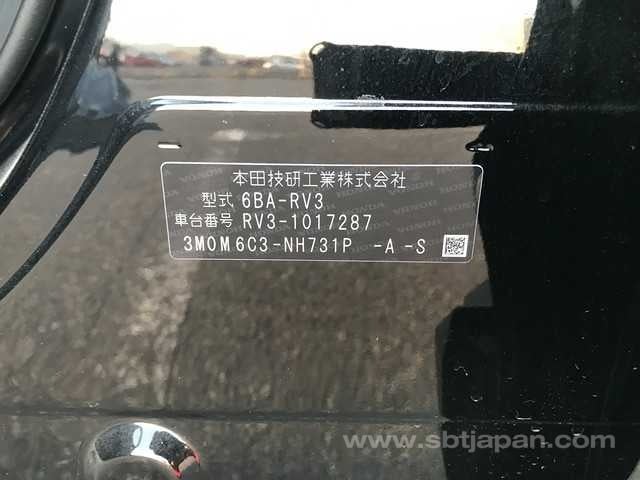 本田技研工業株式会社
型式 6BA-RV3
車台番号 RV3-1017287
3M0M6C3-NH731P -A -S
www.sbtjapan.com